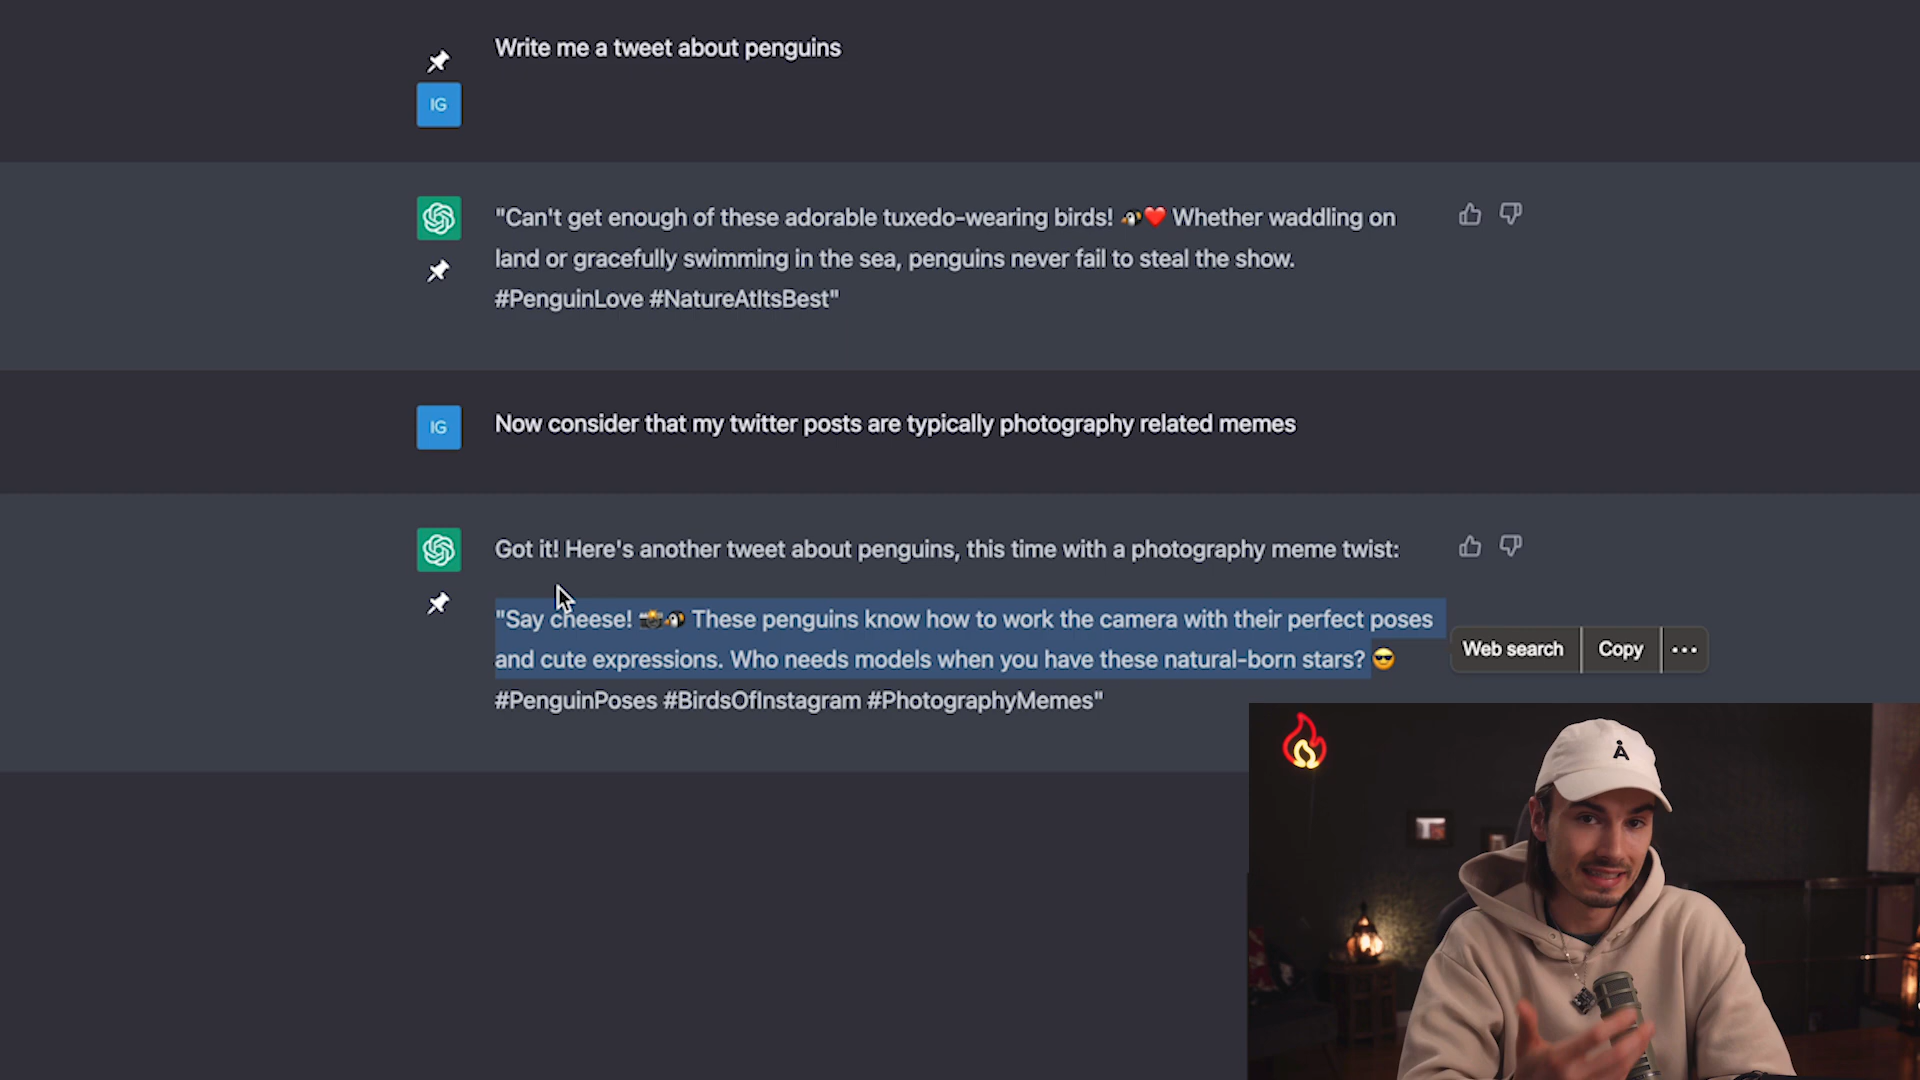 Write me a tweet about penguins
IG
"Can't get enough of these adorable tuxedo-wearing birds! 🐧❤️ Whether waddling on
land or gracefully swimming in the sea, penguins never fail to steal the show.
#PenguinLove #NatureAtItsBest"
IG
Now consider that my twitter posts are typically photography related memes
Got it! Here's another tweet about penguins, this time with a photography meme twist:
"Say cheese! 📸🐧 These penguins know how to work the camera with their perfect poses
and cute expressions. Who needs models when you have these natural-born stars? 😎
#PenguinPoses #BirdsOfInstagram #PhotographyMemes"
Web search
Copy
Å